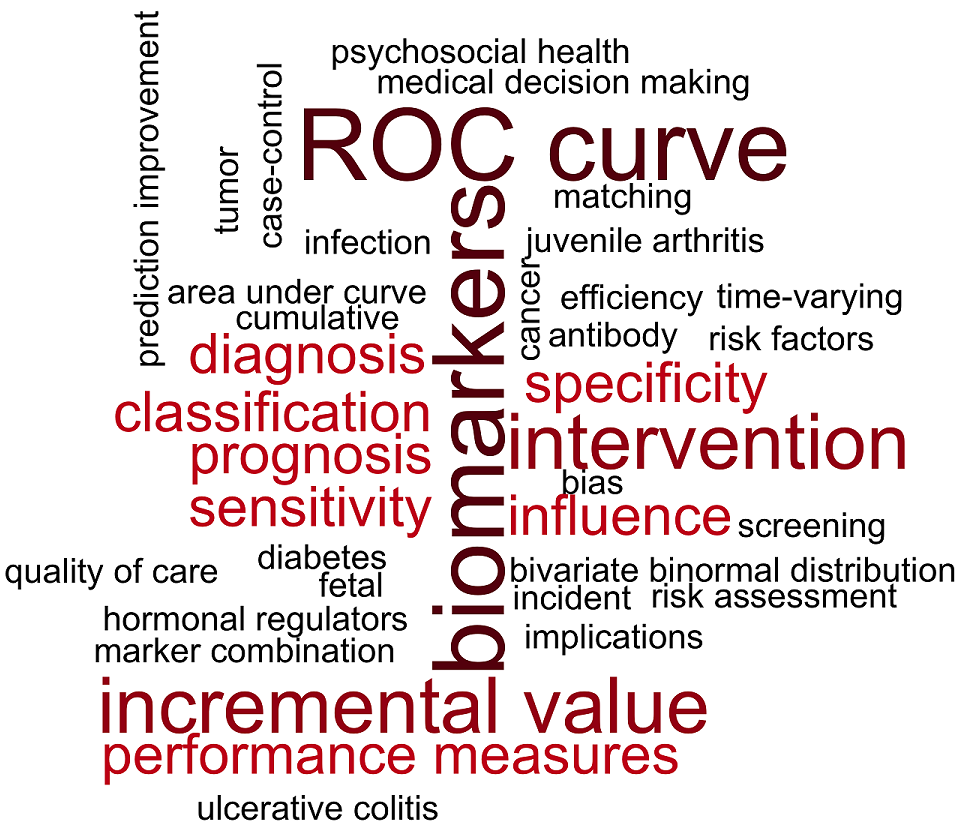 psychosocial health
medical decision making
prediction improvement
tumor
case-control
ROC curve
biomarkers
matching
infection
juvenile arthritis
cancer
area under curve
efficiency
time-varying
cumulative
antibody
risk factors
diagnosis
specificity
classification
intervention
prognosis
bias
sensitivity
influence
screening
diabetes
quality of care
fetal
bivariate binormal distribution
incident
risk assessment
hormonal regulators
implications
marker combination
incremental value
performance measures
ulcerative colitis